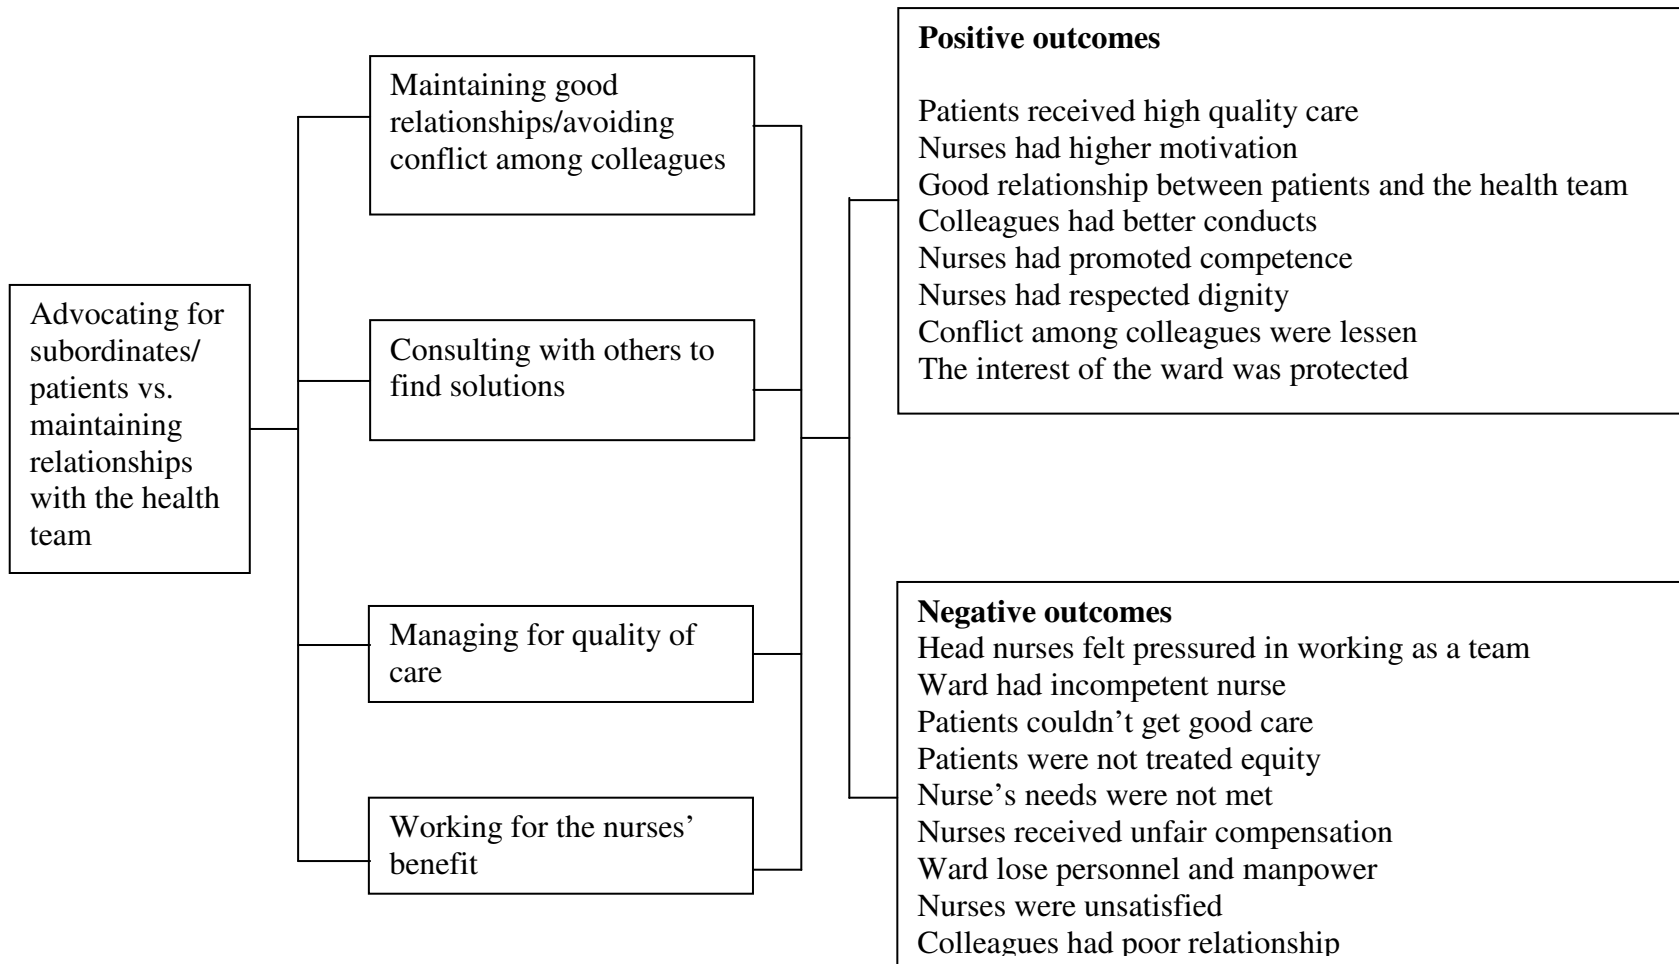 Advocating for
subordinates/
patients vs.
maintaining
relationships
with the health
team
Maintaining good
relationships/avoiding
conflict among colleagues
Consulting with others to
find solutions
Managing for quality of
care
Working for the nurses’
benefit
Positive outcomes
Patients received high quality care
Nurses had higher motivation
Good relationship between patients and the health team
Colleagues had better conducts
Nurses had promoted competence
Nurses had respected dignity
Conflict among colleagues were lessen
The interest of the ward was protected
Negative outcomes
Head nurses felt pressured in working as a team
Ward had incompetent nurse
Patients couldn’t get good care
Patients were not treated equity
Nurse’s needs were not met
Nurses received unfair compensation
Ward lose personnel and manpower
Nurses were unsatisfied
Colleagues had poor relationship